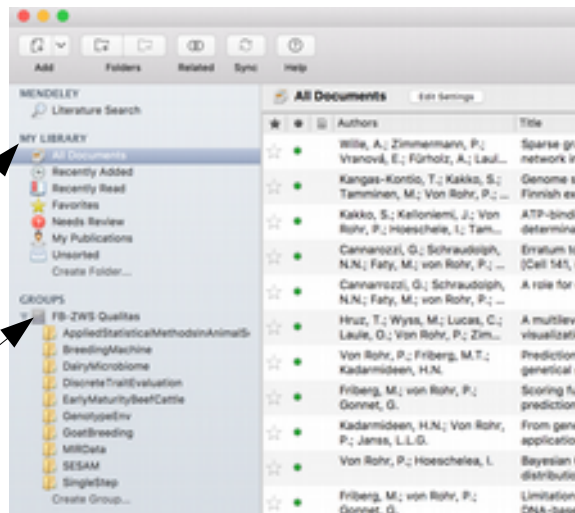 Add Folders Related Sync Help
MENDELEY
Literature Search
MY LIBRARY
All Documents
Recently Added
Recently Read
Favorites
Needs Review
My Publications
Unsorted
Create Folder...
GROUPS
FB-ZWS Qualitas
AppliedStatisticalMethodsInAnimalS
BreedingMachine
DairyMicrobiome
DiscreteTraitEvaluation
EarlyMaturityBeefCattle
GenotypeEnv
GoatBreeding
MIRData
SESAM
SingleStep
Create Group...
All Documents Edit Settings
Authors Title
Wille, A.; Zimmermann, P.; Sparse gr
Vranová, E.; Fürholz, A.; Laul... network i
Kangas-Kontio, T.; Kakko, S.; Genome s
Tamminen, M.; Von Rohr, P.; ... Finnish ex
Kakko, S.; Kelloniemi, J.; Von ATP-bind
Rohr, P.; Hoeschele, I.; Tam... determina
Cannarozzi, G.; Schraudolph, Erratum to
N.N.; Faty, M.; von Rohr, P.; ... (Cell 141,
Cannarrozzi, G.; Schraudolph, A role for
N.N.; Faty, M.; von Rohr, P.; ...
Hruz, T.; Wyss, M.; Lucas, C.; A multilev
Laule, O.; Von Rohr, P.; Zim... visualizati
Von Rohr, P.; Friberg, M.T.; Prediction
Kadarmideen, H.N. genetical
Friberg, M.; von Rohr, P.; Scoring fu
Gonnet, G. prediction
Kadarmideen, H.N.; Von Rohr, From gene
P.; Janss, L.L.G. applicatio
Von Rohr, P.; Hoeschelea, I. Bayesian
distributio
Friberg, M.; von Rohr, P.; Limitation
Gonnet, G. DNA-base